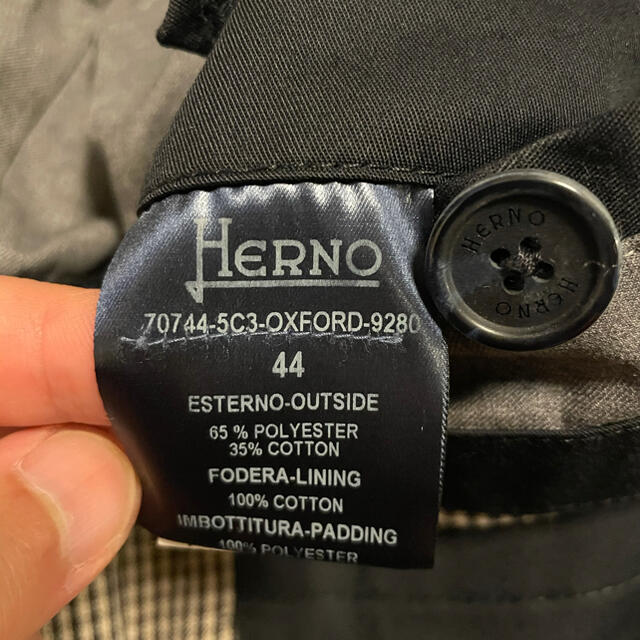 HERNO
70744-5C3-OXFORD-9280
44
ESTERNO-OUTSIDE
65 % POLYESTER
35% COTTON
FODERA-LINING
100% COTTON
IMBOTTITURA-PADDING
100% POLYESTER
HERNO
HERNO